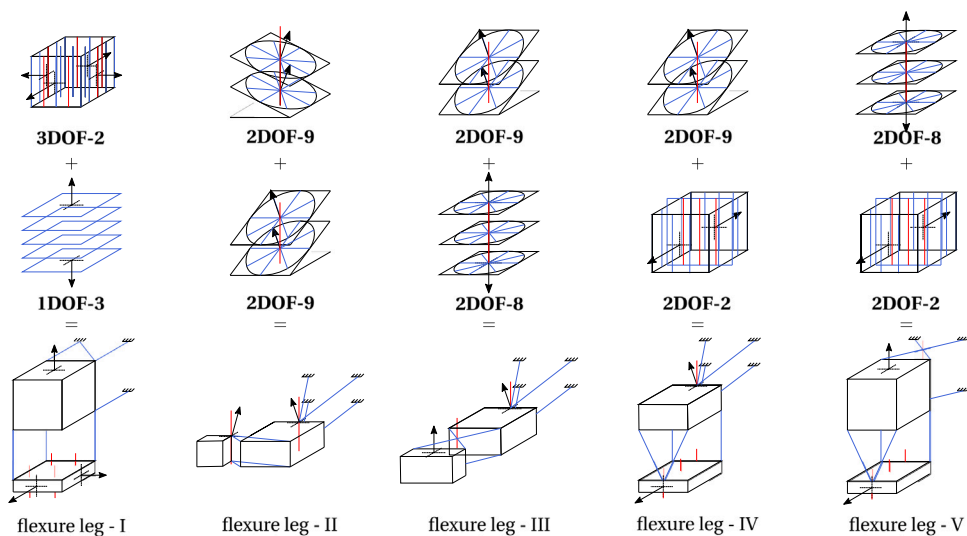 3DOF-2 2DOF-9 2DOF-9 2DOF-9 2DOF-8
+ + + + +
1DOF-3 2DOF-9 2DOF-8 2DOF-2 2DOF-2
= = = = =
flexure leg - I flexure leg - II flexure leg - III flexure leg - IV flexure leg - V